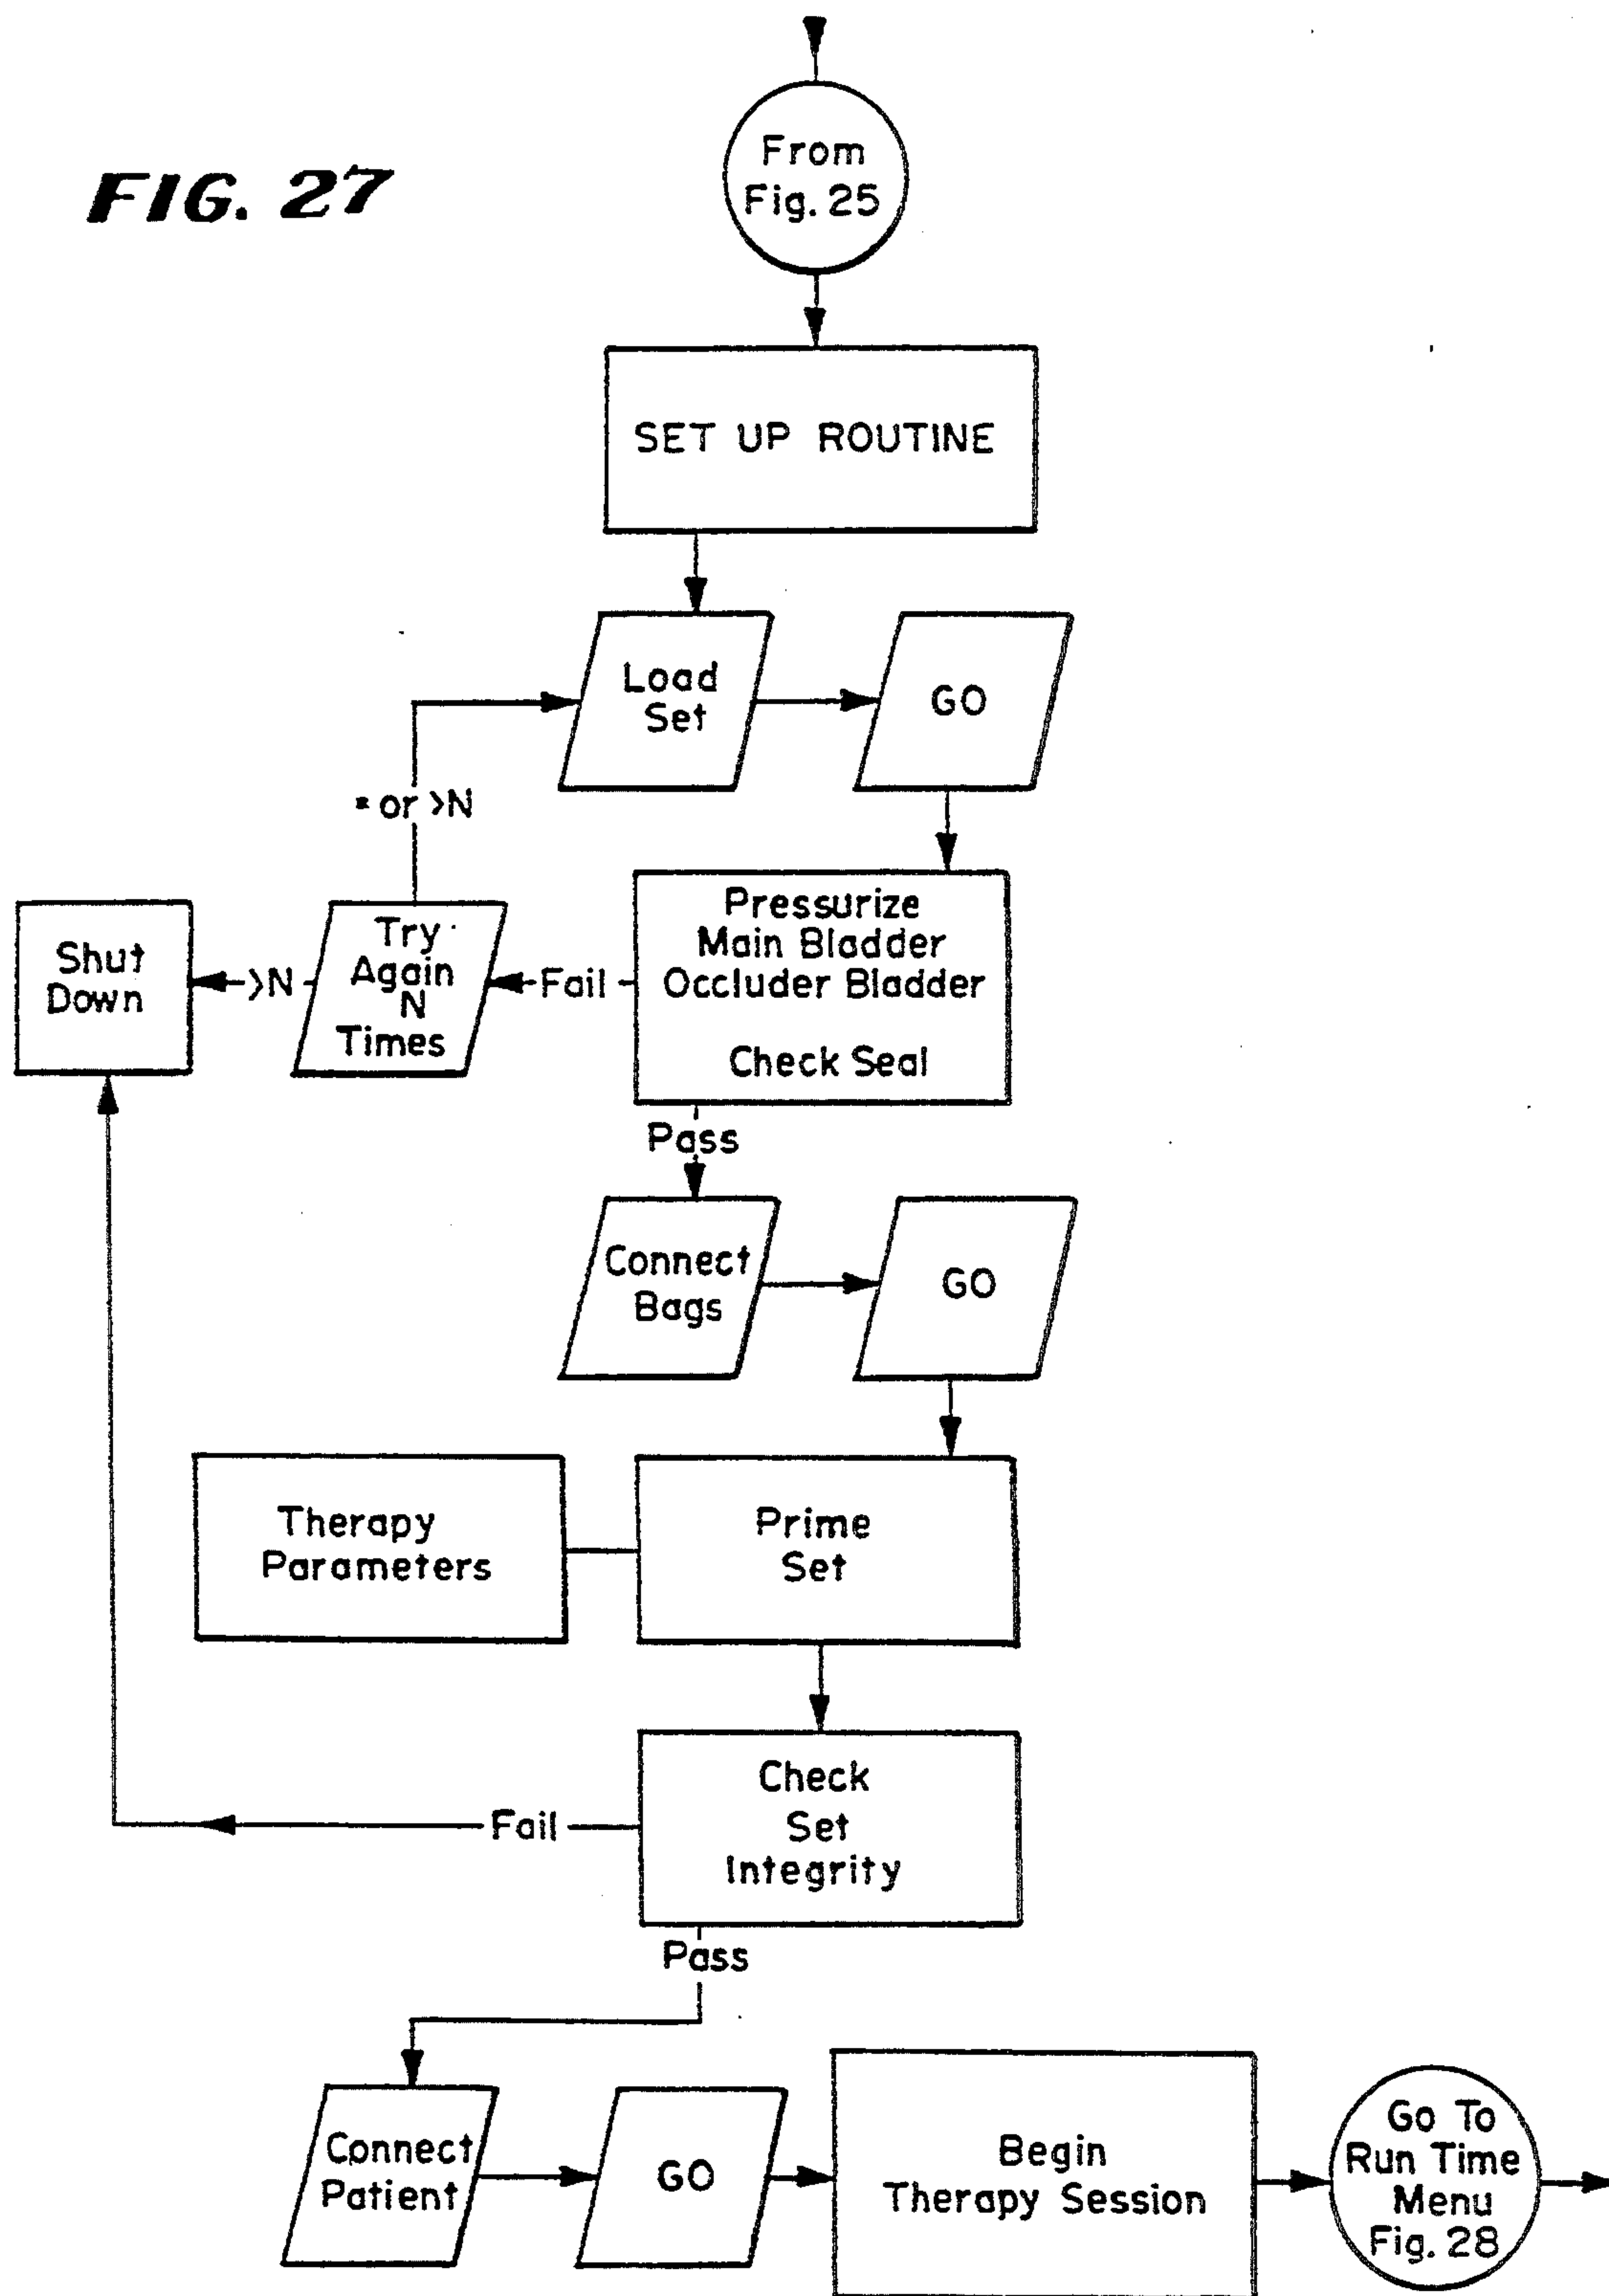 FIG. 27
From
Fig. 25
SET UP ROUTINE
Load
Set
GO
= or >N
Pressurize
Main Bladder
Occluder Bladder
Check Seal
Fail
Try
Again
N
Times
>N
Shut
Down
Pass
Connect
Bags
GO
Therapy
Parameters
Prime
Set
Check
Set
Integrity
Fail
Pass
Connect
Patient
GO
Begin
Therapy Session
Go To
Run Time
Menu
Fig. 28